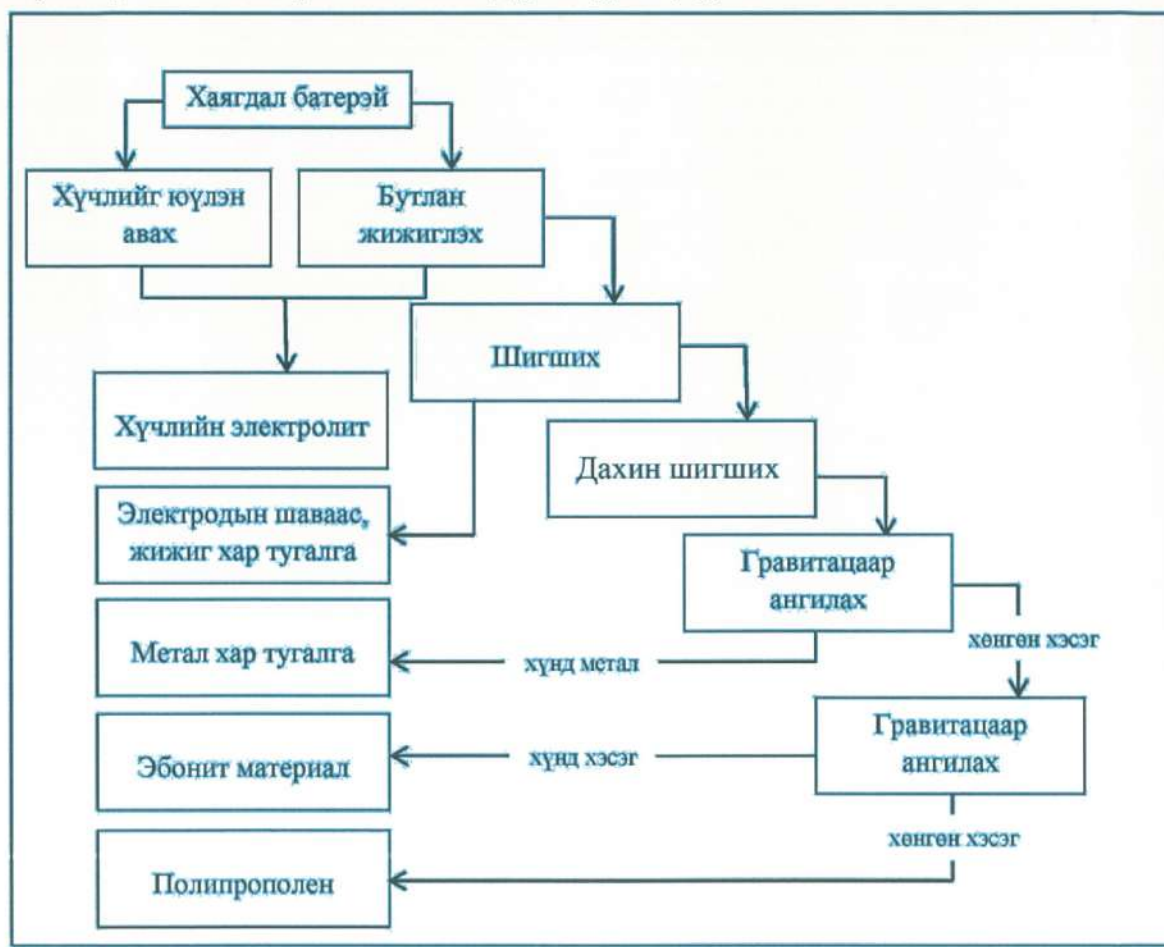 Хаягдал батерэй
Хүчлийг юүлэн
авах
Бутлан
жижиглэх
Шигших
Хүчлийн электролит
Дахин шигших
Электродын шаваас,
жижиг хар тугалга
Гравитацаар
ангилах
Метал хар тугалга
хүнд метал
хөнгөн хэсэг
Гравитацаар
ангилах
Эбонит материал
хүнд хэсэг
хөнгөн хэсэг
Полипрополен